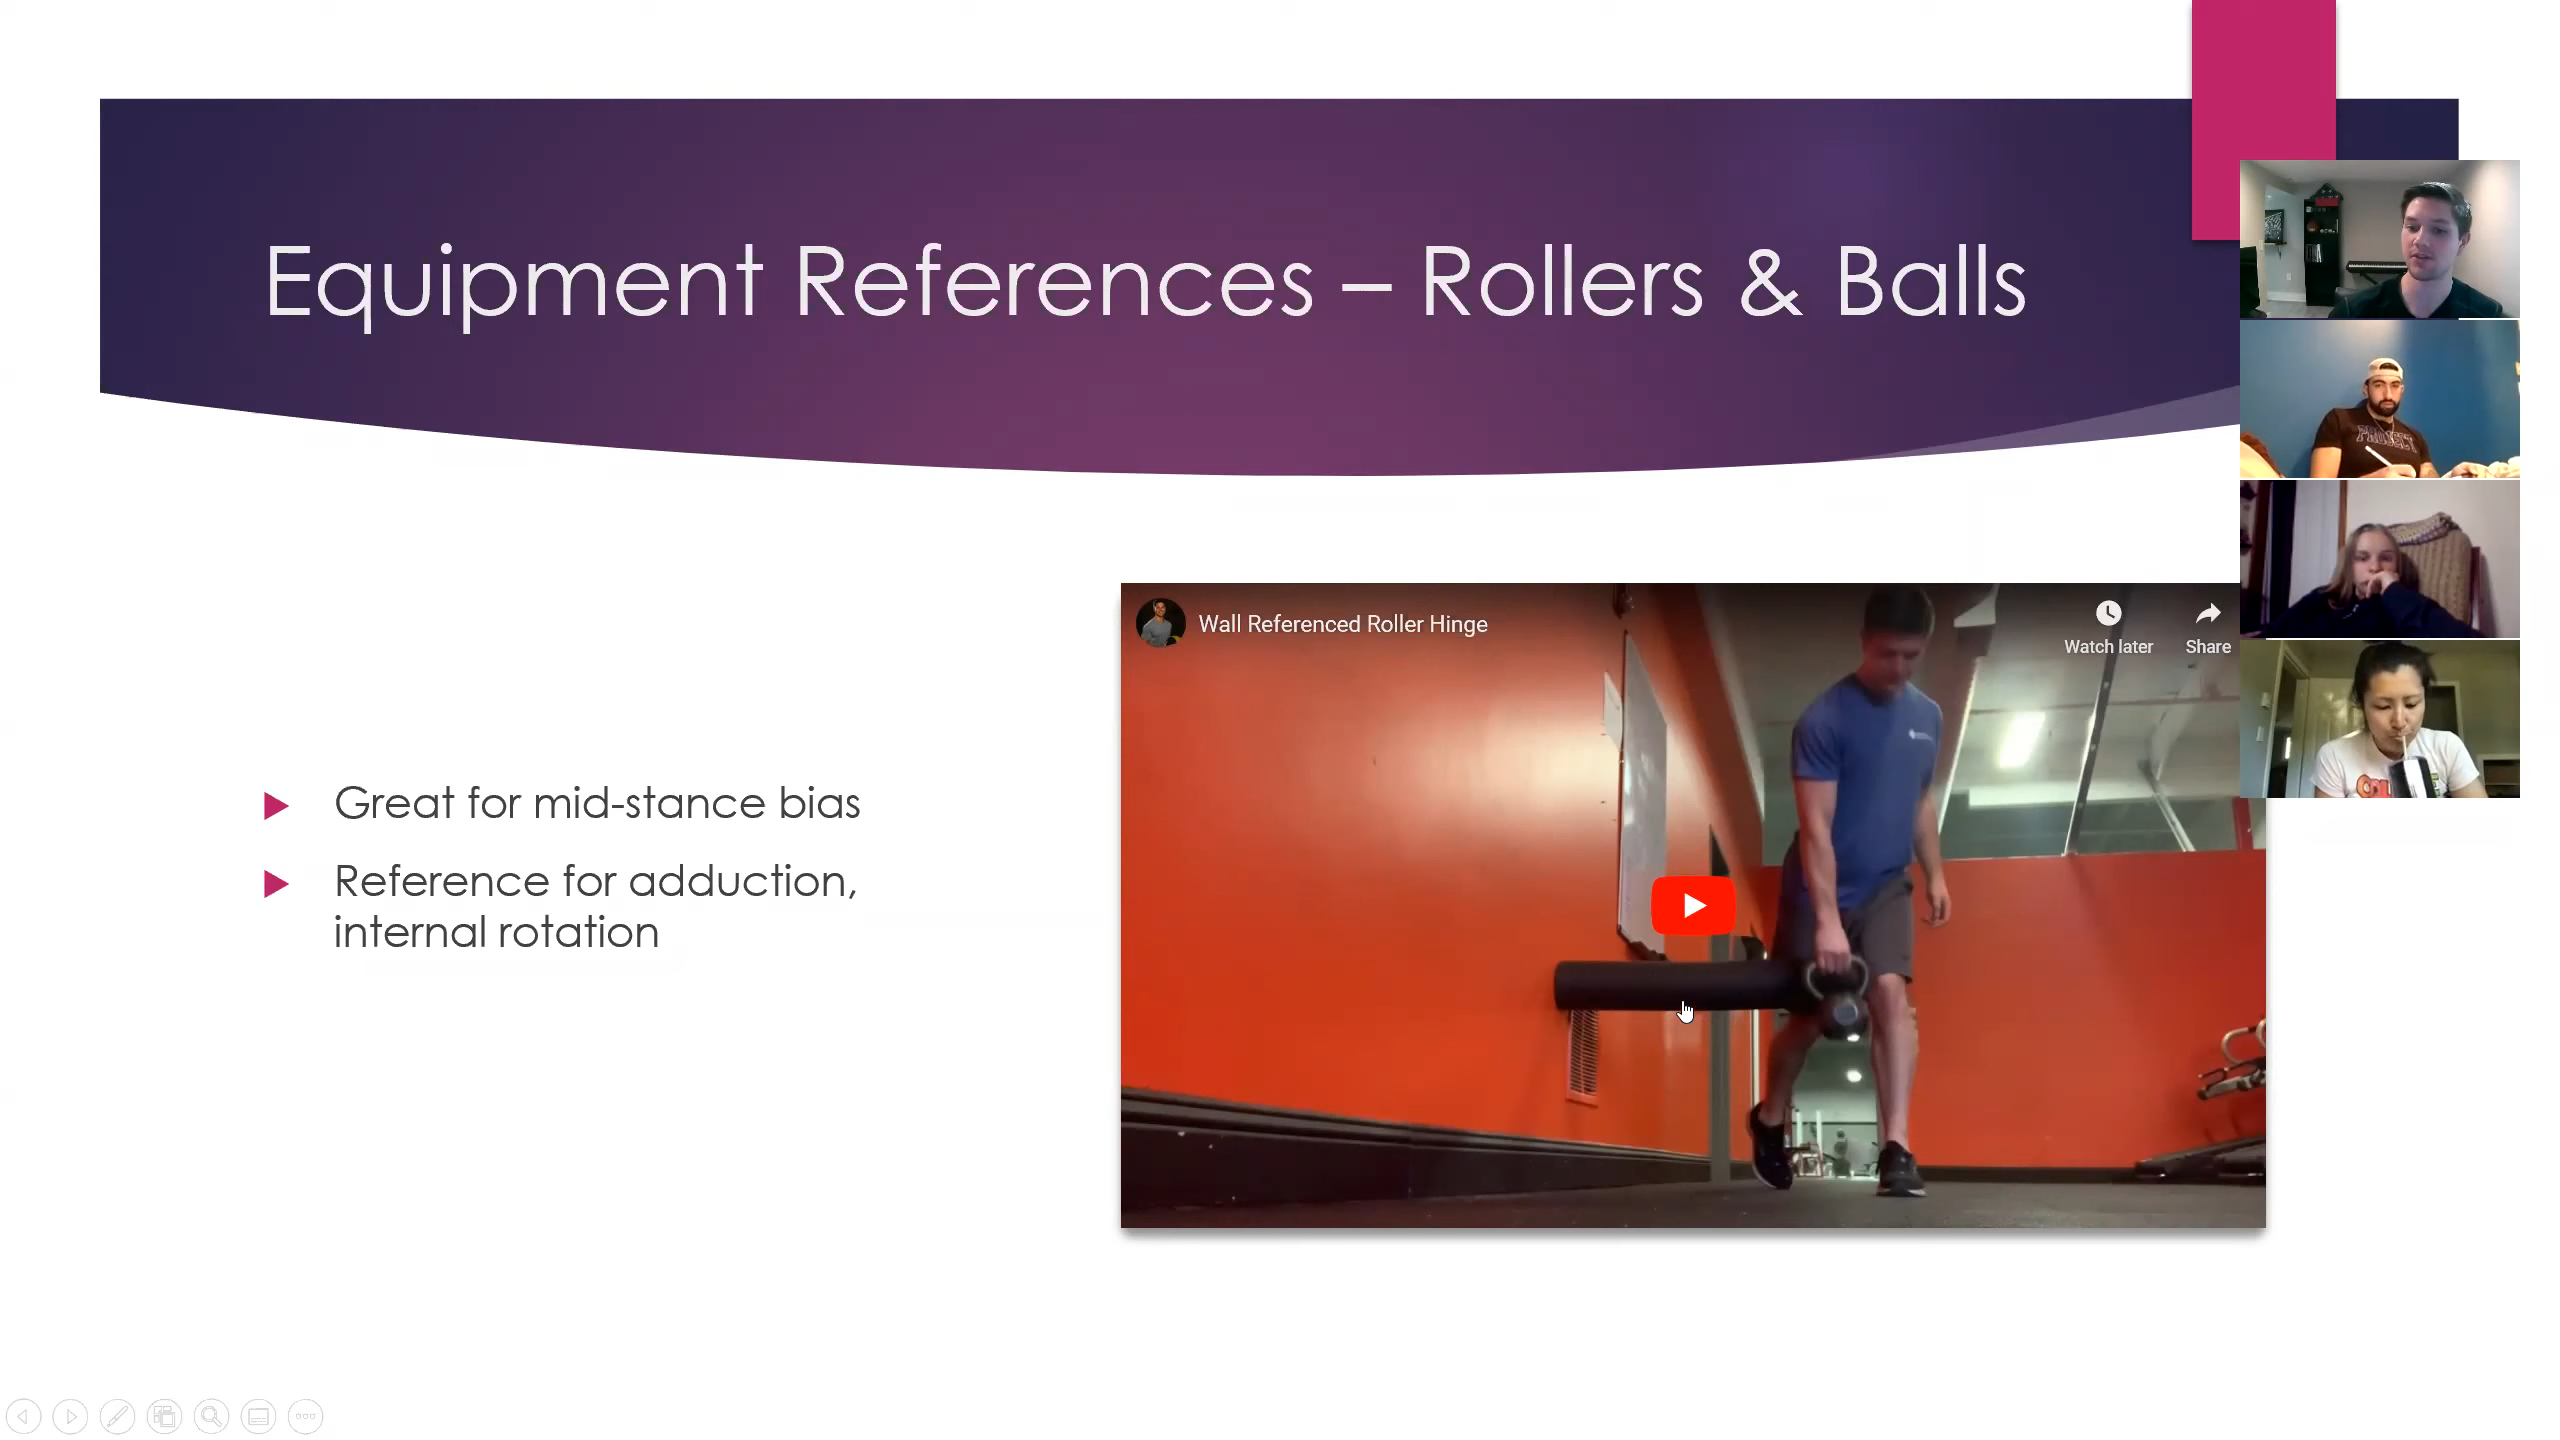 Equipment References – Rollers & Balls
Great for mid-stance bias
Reference for adduction,
internal rotation
Wall Referenced Roller Hinge
Watch later
Share
PROJECT